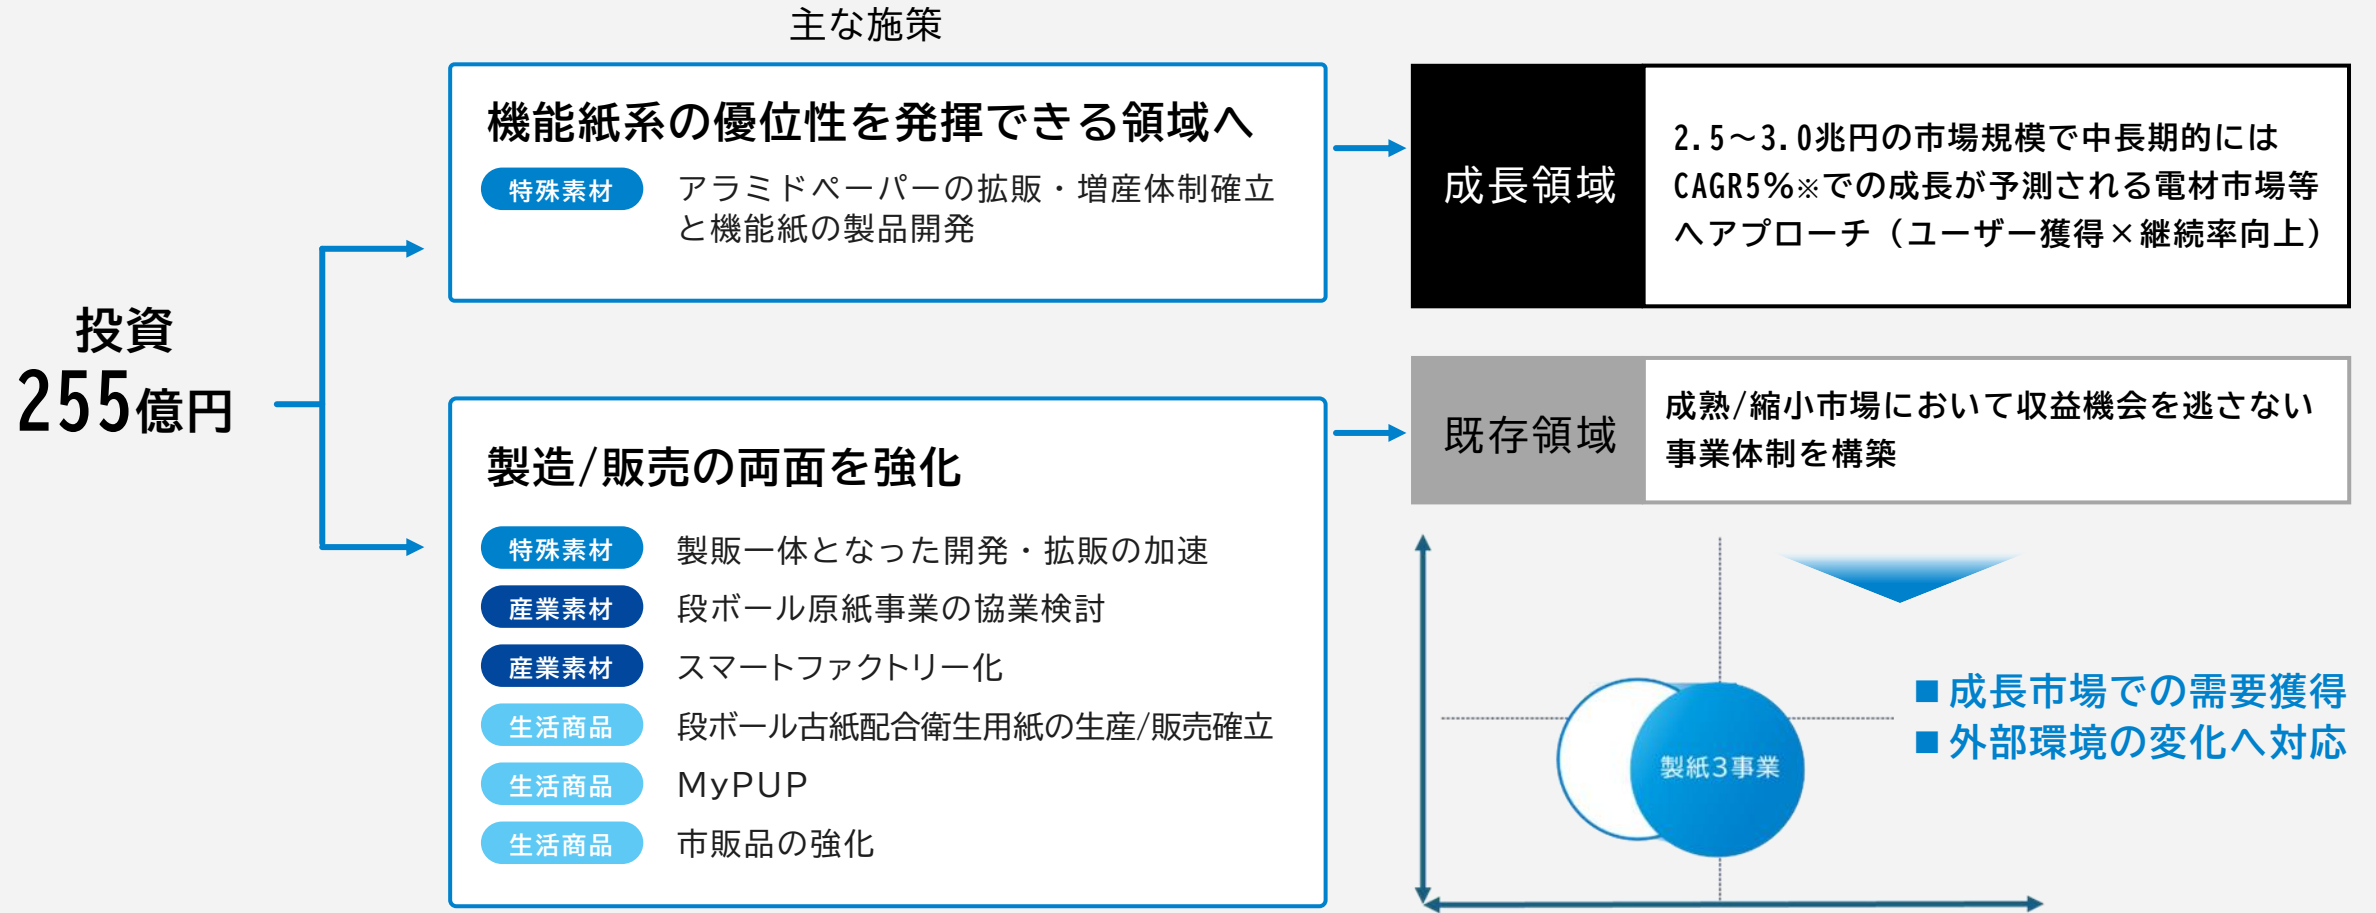 主な施策
投資
255億円
機能紙系の優位性を発揮できる領域へ
特殊素材 アラミドペーパーの拡販・増産体制確立
と機能紙の製品開発
成長領域
2.5～3.0兆円の市場規模で中長期的には
CAGR5%※での成長が予測される電材市場等
へアプローチ（ユーザー獲得×継続率向上）
製造/販売の両面を強化
特殊素材 製販一体となった開発・拡販の加速
産業素材 段ボール原紙事業の協業検討
産業素材 スマートファクトリー化
生活商品 段ボール古紙配合衛生用紙の生産/販売確立
生活商品 MyPUP
生活商品 市販品の強化
既存領域
成熟/縮小市場において収益機会を逃さない
事業体制を構築
製紙3事業
■成長市場での需要獲得
■外部環境の変化へ対応